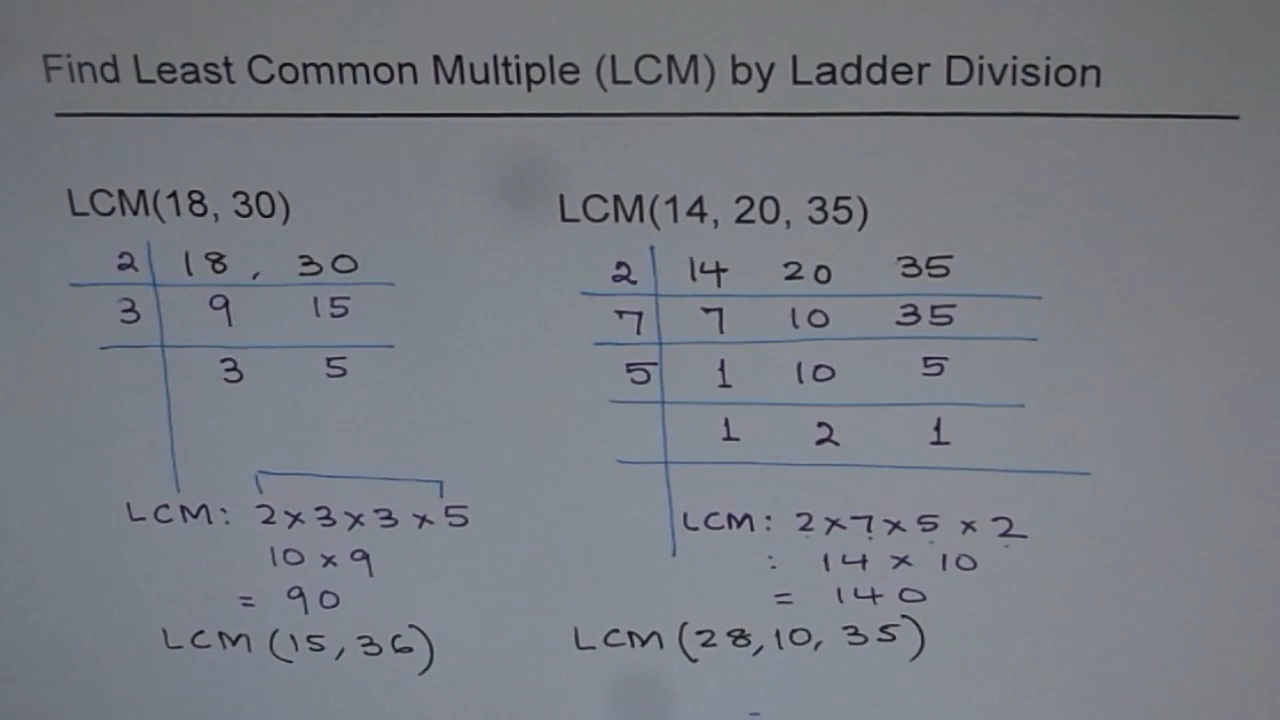 Find Least Common Multiple (LCM) by Ladder Division
LCM(18, 30)
2 18, 30
3 9 15
3 5
LCM: 2×3×3×5
10×9
= 90
LCM (15, 36)
LCM(14, 20, 35)
2 14 20 35
7 7 10 35
5 1 10 5
1 2 1
LCM: 2×7×5×2
: 14 × 10
= 140
LCM (28,10, 35)